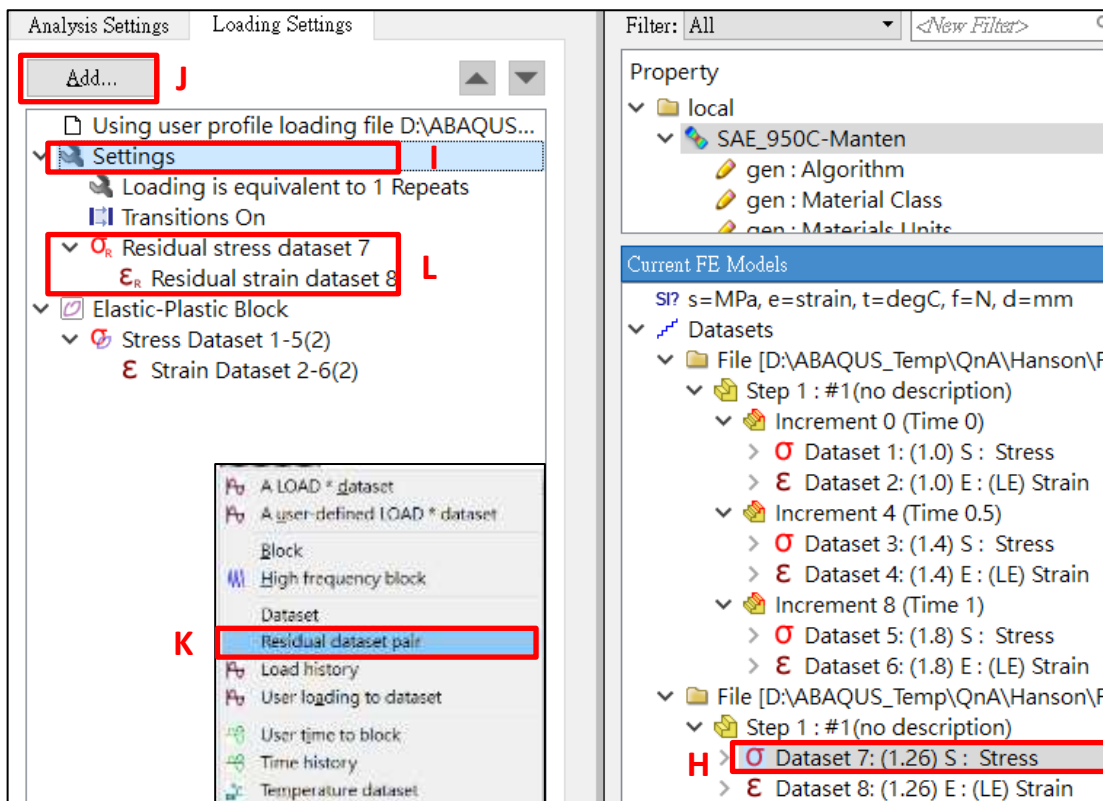 Analysis Settings Loading Settings
Add... J
Using user profile loading file D:\ABAQUS...
Settings I
Loading is equivalent to 1 Repeats
Transitions On
σR Residual stress dataset 7
εR Residual strain dataset 8 L
Elastic-Plastic Block
σ Stress Dataset 1-5(2)
ε Strain Dataset 2-6(2)
A LOAD * dataset
A user-defined LOAD * dataset
Block
High frequency block
Dataset
K Residual dataset pair
Load history
User loading to dataset
User time to block
Time history
Temperature dataset
Filter: All <New Filter>
Property
local
SAE_950C-Manten
gen : Algorithm
gen : Material Class
gen : Materials Units
Current FE Models
SI? s=MPa, e=strain, t=degC, f=N, d=mm
Datasets
File [D:\ABAQUS_Temp\QnA\Hanson\F
Step 1 : #1(no description)
Increment 0 (Time 0)
σ Dataset 1: (1.0) S : Stress
ε Dataset 2: (1.0) E : (LE) Strain
Increment 4 (Time 0.5)
σ Dataset 3: (1.4) S : Stress
ε Dataset 4: (1.4) E : (LE) Strain
Increment 8 (Time 1)
σ Dataset 5: (1.8) S : Stress
ε Dataset 6: (1.8) E : (LE) Strain
File [D:\ABAQUS_Temp\QnA\Hanson\F
Step 1 : #1(no description)
H σ Dataset 7: (1.26) S : Stress
ε Dataset 8: (1.26) E : (LE) Strain